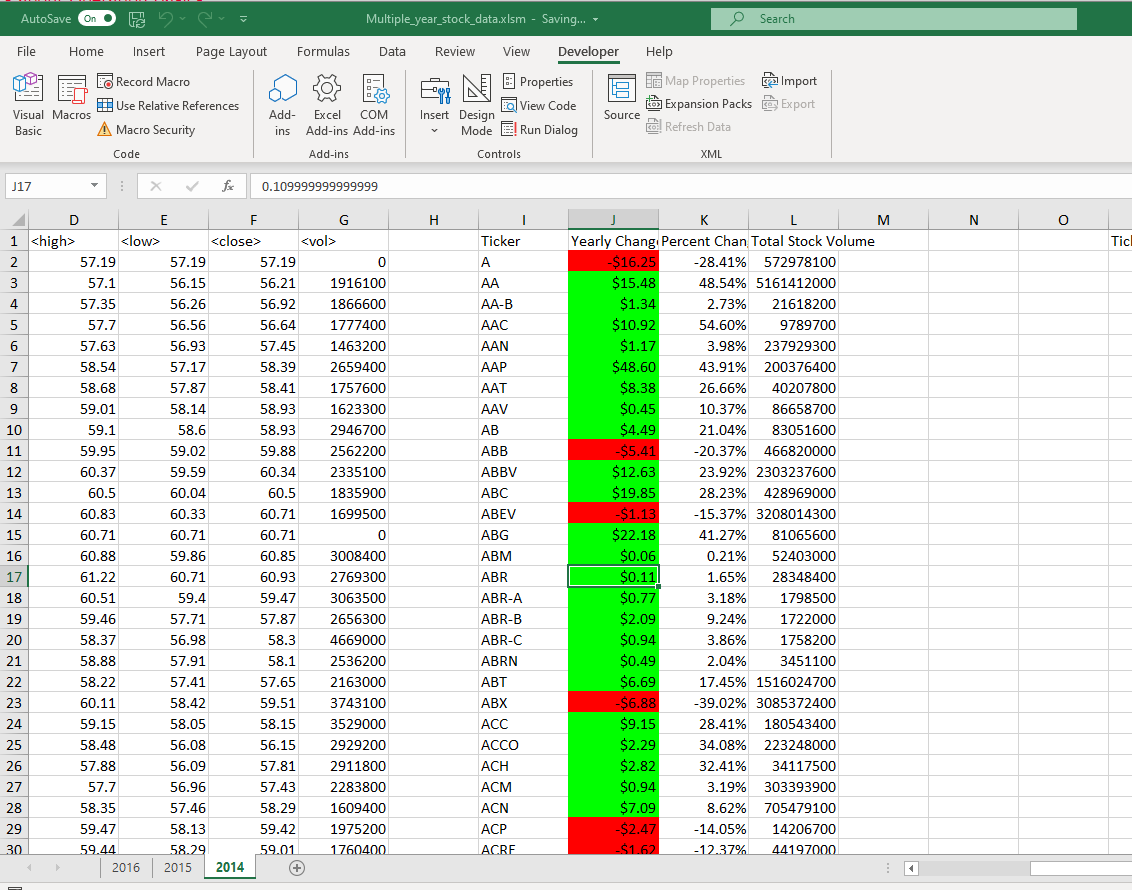 AutoSave On Multiple_year_stock_data.xlsm - Saving... Search
File Home Insert Page Layout Formulas Data Review View Developer Help
Visual Basic Macros Record Macro Use Relative References Macro Security
Code
Add-ins Excel Add-ins COM Add-ins
Add-ins
Insert Design Mode Properties View Code Run Dialog
Controls
Source Map Properties Expansion Packs Refresh Data Import Export
XML
J17 fx 0.109999999999999
D E F G H I J K L M N O
1 <high> <low> <close> <vol> Ticker Yearly Chang Percent Chan Total Stock Volume Tic
2 57.19 57.19 57.19 0 A -$16.25 -28.41% 572978100
3 57.1 56.15 56.21 1916100 AA $15.48 48.54% 5161412000
4 57.35 56.26 56.92 1866600 AA-B $1.34 2.73% 21618200
5 57.7 56.56 56.64 1777400 AAC $10.92 54.60% 9789700
6 57.63 56.93 57.45 1463200 AAN $1.17 3.98% 237929300
7 58.54 57.17 58.39 2659400 AAP $48.60 43.91% 200376400
8 58.68 57.87 58.41 1757600 AAT $8.38 26.66% 40207800
9 59.01 58.14 58.93 1623300 AAV $0.45 10.37% 86658700
10 59.1 58.6 58.93 2946700 AB $4.49 21.04% 83051600
11 59.95 59.02 59.88 2562200 ABB -$5.41 -20.37% 466820000
12 60.37 59.59 60.34 2335100 ABBV $12.63 23.92% 2303237600
13 60.5 60.04 60.5 1835900 ABC $19.85 28.23% 428969000
14 60.83 60.33 60.71 1699500 ABEV -$1.13 -15.37% 3208014300
15 60.71 60.71 60.71 0 ABG $22.18 41.27% 81065600
16 60.88 59.86 60.85 3008400 ABM $0.06 0.21% 52403000
17 61.22 60.71 60.93 2769300 ABR $0.11 1.65% 28348400
18 60.51 59.4 59.47 3063500 ABR-A $0.77 3.18% 1798500
19 59.46 57.71 57.87 2656300 ABR-B $2.09 9.24% 1722000
20 58.37 56.98 58.3 4669000 ABR-C $0.94 3.86% 1758200
21 58.88 57.91 58.1 2536200 ABRN $0.49 2.04% 3451100
22 58.22 57.41 57.65 2163000 ABT $6.69 17.45% 1516024700
23 60.11 58.42 59.51 3743100 ABX -$6.88 -39.02% 3085372400
24 59.15 58.05 58.15 3529000 ACC $9.15 28.41% 180543400
25 58.48 56.08 56.15 2929200 ACCO $2.29 34.08% 223248000
26 57.88 56.09 57.81 2911800 ACH $2.82 32.41% 34117500
27 57.7 56.96 57.43 2283800 ACM $0.94 3.19% 303393900
28 58.35 57.46 58.29 1609400 ACN $7.09 8.62% 705479100
29 59.47 58.13 59.42 1975200 ACP -$2.47 -14.05% 14206700
30 59.44 58.29 59.01 1760400 ACRE -$1.62 -12.37% 44197000
2016 2015 2014